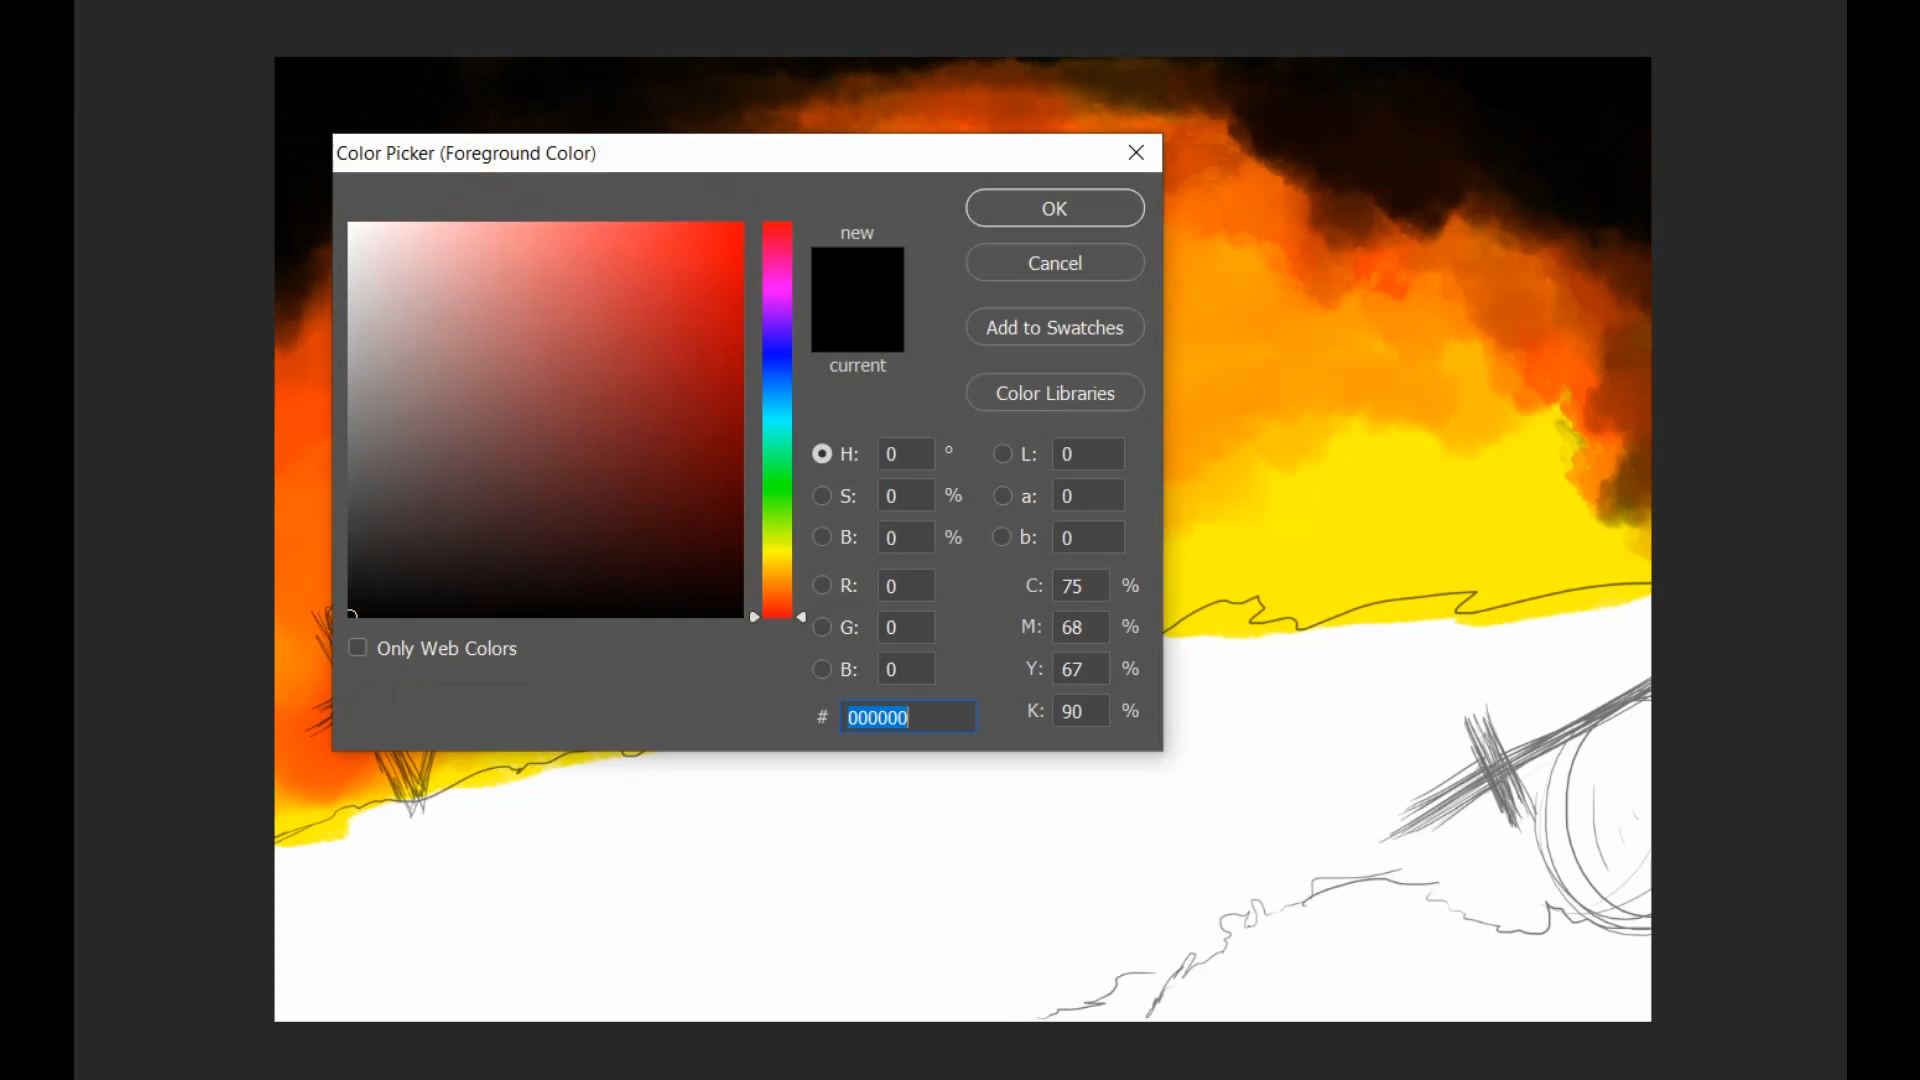 Color Picker (Foreground Color)
OK
new
Cancel
Add to Swatches
current
Color Libraries
H: 0 ° L: 0
S: 0 % a: 0
B: 0 % b: 0
R: 0 C: 75 %
G: 0 M: 68 %
Only Web Colors
B: 0 Y: 67 %
# 000000 K: 90 %